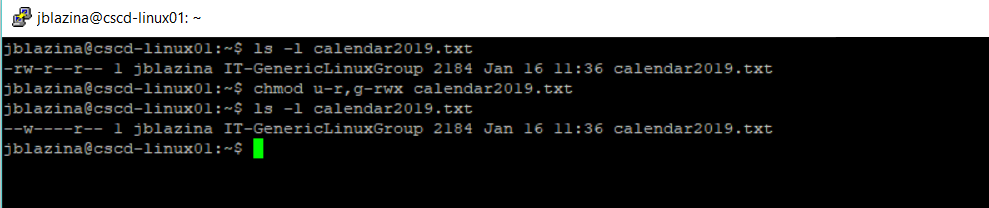 jblazina@cscd-linux01: ~
jblazina@cscd-linux01:~$ ls -l calendar2019.txt
-rw-r--r-- 1 jblazina IT-GenericLinuxGroup 2184 Jan 16 11:36 calendar2019.txt
jblazina@cscd-linux01:~$ chmod u-r,g-rwx calendar2019.txt
jblazina@cscd-linux01:~$ ls -l calendar2019.txt
--w----r-- 1 jblazina IT-GenericLinuxGroup 2184 Jan 16 11:36 calendar2019.txt
jblazina@cscd-linux01:~$